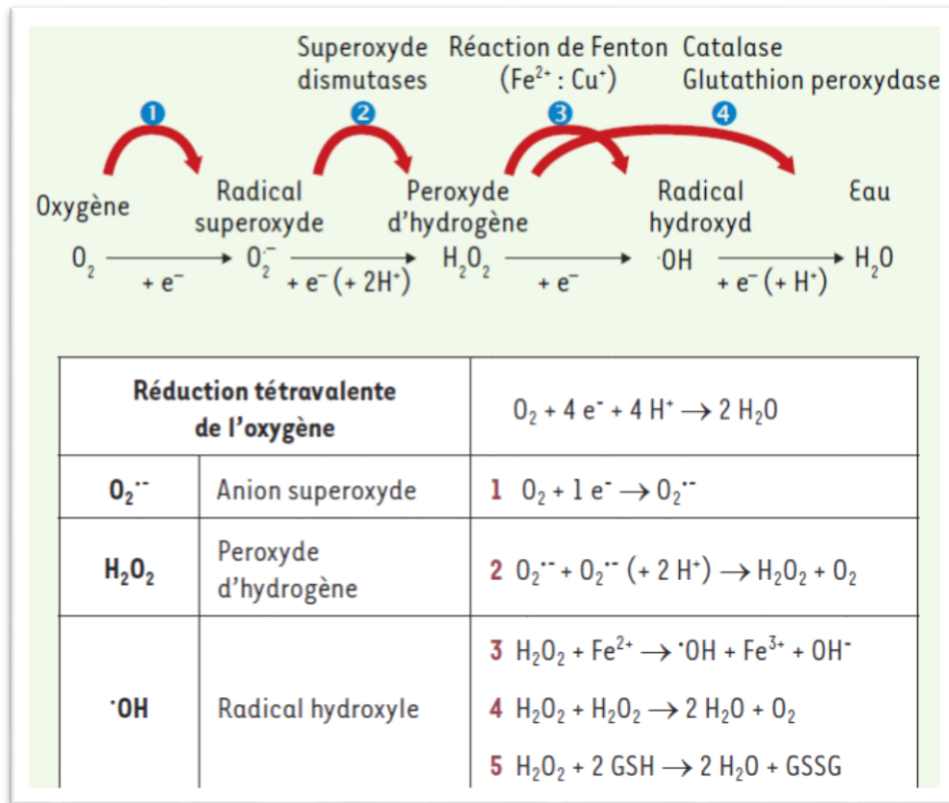 Superoxyde Réaction de Fenton Catalase
dismutases (Fe²⁺ : Cu⁺) Glutathion peroxydase
1 2 3 4
Oxygène Radical superoxyde Peroxyde d'hydrogène Radical hydroxyd Eau
O₂ → O₂·⁻ → H₂O₂ → ·OH → H₂O
+ e⁻ + e⁻ (+ 2H⁺) + e⁻ + e⁻ (+ H⁺)
Réduction tétravalente
de l'oxygène
O₂ + 4 e⁻ + 4 H⁺ → 2 H₂O
O₂·⁻ Anion superoxyde 1 O₂ + 1 e⁻ → O₂·⁻
H₂O₂ Peroxyde
d'hydrogène
2 O₂·⁻ + O₂·⁻ (+ 2 H⁺) → H₂O₂ + O₂
·OH Radical hydroxyle
3 H₂O₂ + Fe²⁺ → ·OH + Fe³⁺ + OH⁻
4 H₂O₂ + H₂O₂ → 2 H₂O + O₂
5 H₂O₂ + 2 GSH → 2 H₂O + GSSG